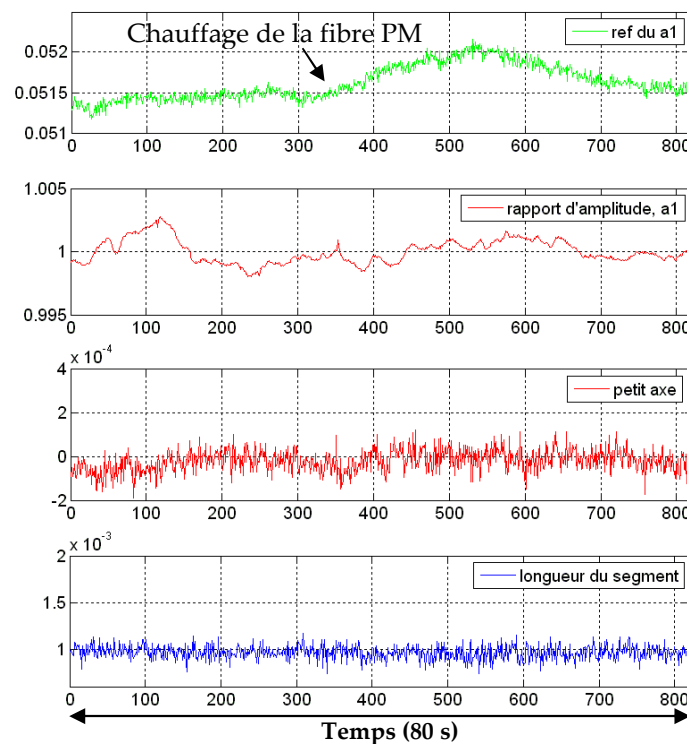 Chauffage de la fibre PM
ref du a1
0.052
0.0515
0.051
0 100 200 300 400 500 600 700 800
1.005
rapport d'amplitude, a1
1
0.995
0 100 200 300 400 500 600 700 800
x 10⁻⁴
4
petit axe
2
0
-2
0 100 200 300 400 500 600 700 800
x 10⁻³
2
longueur du segment
1.5
1
0 100 200 300 400 500 600 700 800
Temps (80 s)